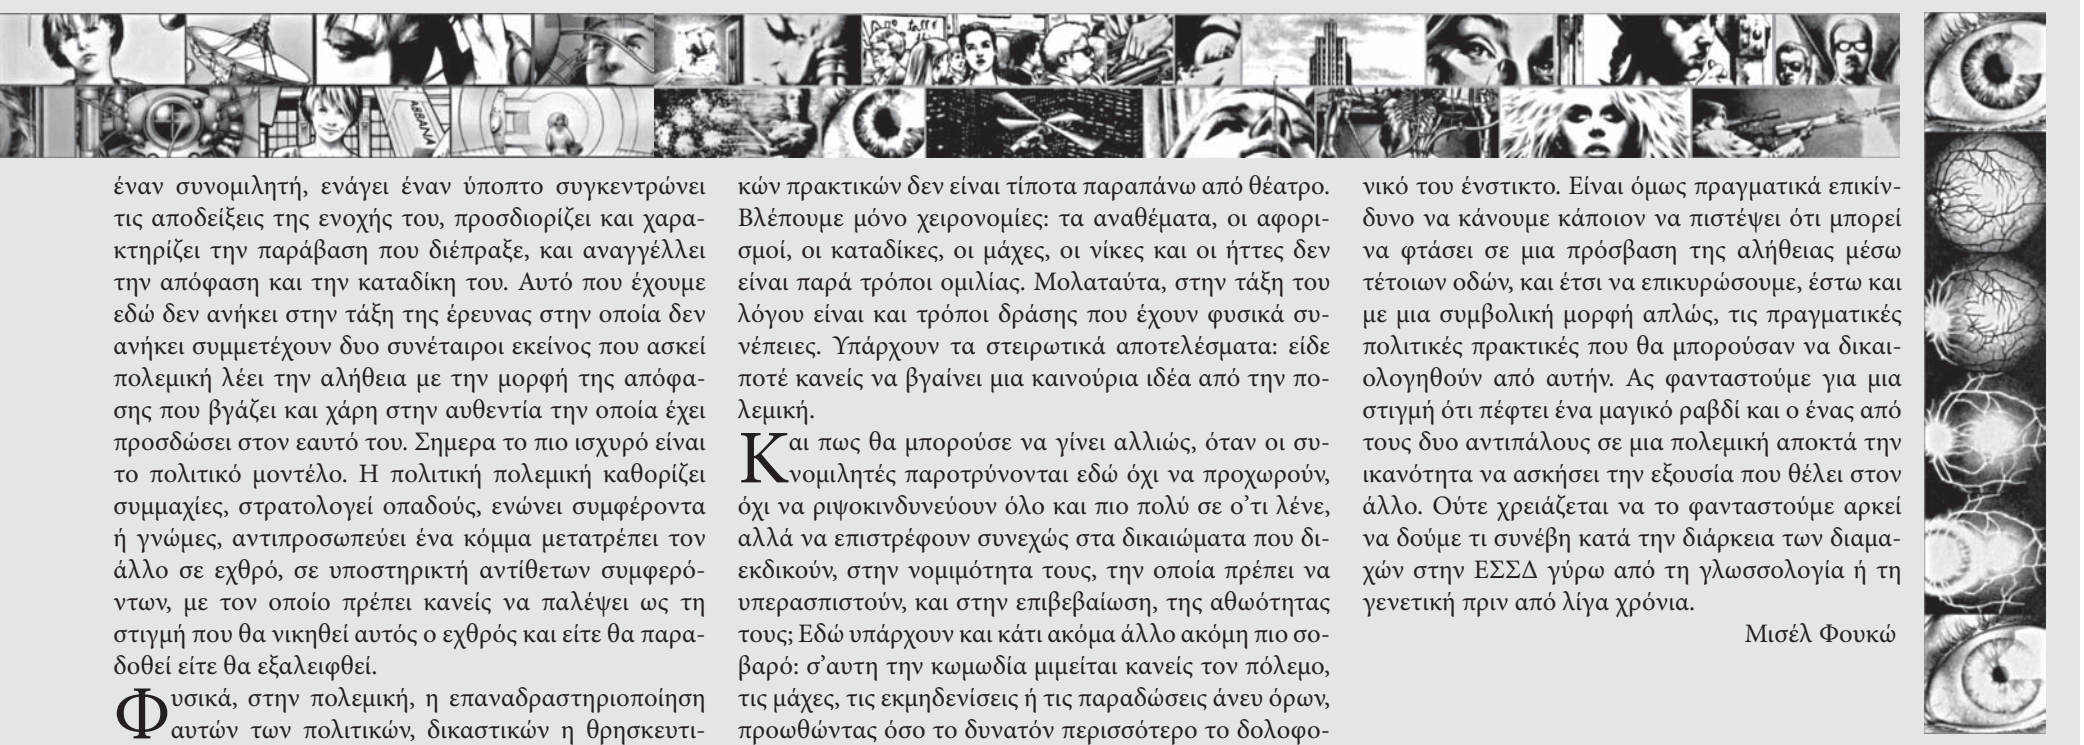 έναν συνομιλητή, ενάγει έναν ύποπτο συγκεντρώνει
τις αποδείξεις της ενοχής του, προσδιορίζει και χαρα-
κτηρίζει την παράβαση που διέπραξε, και αναγγέλλει
την απόφαση και την καταδίκη του. Αυτό που έχουμε
εδώ δεν ανήκει στην τάξη της έρευνας στην οποία δεν
ανήκει συμμετέχουν δυο συνέταιροι εκείνος που ασκεί
πολεμική λέει την αλήθεια με την μορφή της απόφα-
σης που βγάζει και χάρη στην αυθεντία την οποία έχει
προσδώσει στον εαυτό του. Σημερα το πιο ισχυρό είναι
το πολιτικό μοντέλο. Η πολιτική πολεμική καθορίζει
συμμαχίες, στρατολογεί οπαδούς, ενώνει συμφέροντα
ή γνώμες, αντιπροσωπεύει ένα κόμμα μετατρέπει τον
άλλο σε εχθρό, σε υποστηρικτή αντίθετων συμφερό-
ντων, με τον οποίο πρέπει κανείς να παλέψει ως τη
στιγμή που θα νικηθεί αυτός ο εχθρός και είτε θα παρα-
δοθεί είτε θα εξαλειφθεί.
Φυσικά, στην πολεμική, η επαναδραστηριοποίηση
αυτών των πολιτικών, δικαστικών η θρησκευτι-
κών πρακτικών δεν είναι τίποτα παραπάνω από θέατρο.
Βλέπουμε μόνο χειρονομίες: τα αναθέματα, οι αφορι-
σμοί, οι καταδίκες, οι μάχες, οι νίκες και οι ήττες δεν
είναι παρά τρόποι ομιλίας. Μολαταύτα, στην τάξη του
λόγου είναι και τρόποι δράσης που έχουν φυσικά συ-
νέπειες. Υπάρχουν τα στειρωτικά αποτελέσματα: είδε
ποτέ κανείς να βγαίνει μια καινούρια ιδέα από την πο-
λεμική.
Και πως θα μπορούσε να γίνει αλλιώς, όταν οι συ-
νομιλητές παροτρύνονται εδώ όχι να προχωρούν,
όχι να ριψοκινδυνεύουν όλο και πιο πολύ σε ο'τι λένε,
αλλά να επιστρέφουν συνεχώς στα δικαιώματα που δι-
εκδικούν, στην νομιμότητα τους, την οποία πρέπει να
υπερασπιστούν, και στην επιβεβαίωση, της αθωότητας
τους; Εδώ υπάρχουν και κάτι ακόμα άλλο ακόμη πιο σο-
βαρό: σ'αυτη την κωμωδία μιμείται κανείς τον πόλεμο,
τις μάχες, τις εκμηδενίσεις ή τις παραδώσεις άνευ όρων,
προωθώντας όσο το δυνατόν περισσότερο το δολοφο-
νικό του ένστικτο. Είναι όμως πραγματικά επικίν-
δυνο να κάνουμε κάποιον να πιστέψει ότι μπορεί
να φτάσει σε μια πρόσβαση της αλήθειας μέσω
τέτοιων οδών, και έτσι να επικυρώσουμε, έστω και
με μια συμβολική μορφή απλώς, τις πραγματικές
πολιτικές πρακτικές που θα μπορούσαν να δικαι-
ολογηθούν από αυτήν. Ας φανταστούμε για μια
στιγμή ότι πέφτει ένα μαγικό ραβδί και ο ένας από
τους δυο αντιπάλους σε μια πολεμική αποκτά την
ικανότητα να ασκήσει την εξουσία που θέλει στον
άλλο. Ούτε χρειάζεται να το φανταστούμε αρκεί
να δούμε τι συνέβη κατά την διάρκεια των διαμα-
χών στην ΕΣΣΔ γύρω από τη γλωσσολογία ή τη
γενετική πριν από λίγα χρόνια.
Μισέλ Φουκώ